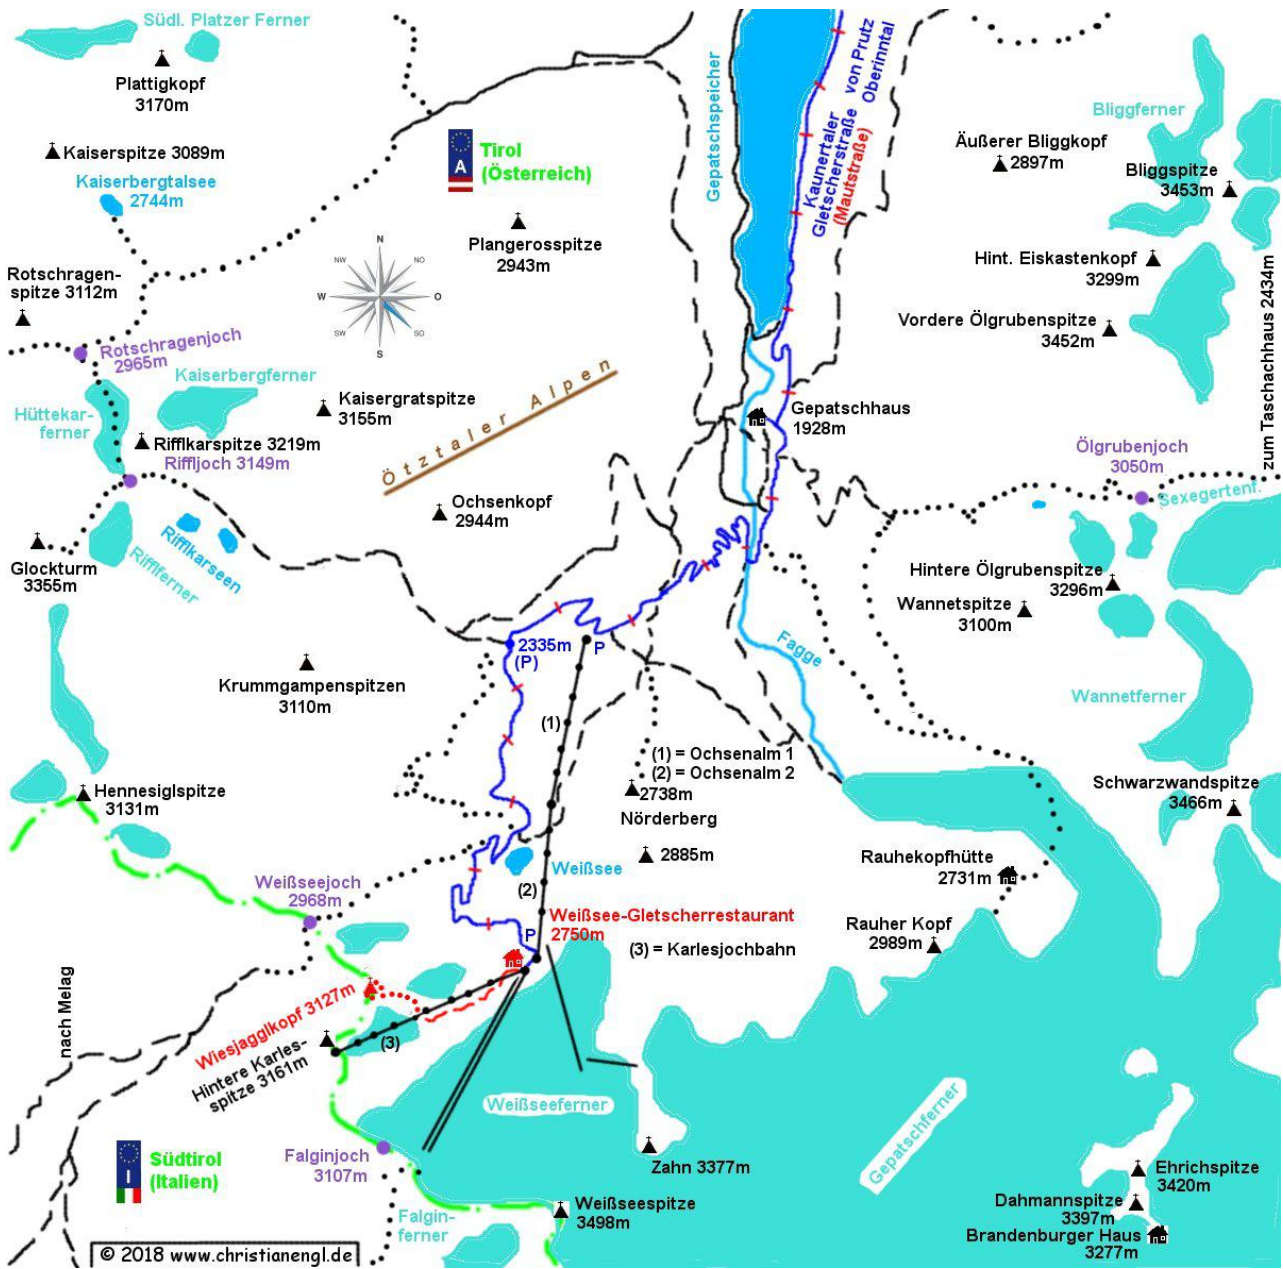 Südl. Platzer Ferner
Plattigkopf
3170m
Kaiserspitze 3089m
Kaiserbergtalsee
2744m
A
Tirol
(Österreich)
Plangerosspitze
2943m
Gepatschspeicher
Kaunertaler
Gletscherstraße
(Mautstraße)
von Prutz
Oberinntal
Bliggferner
Äußerer Bliggkopf
2897m
Bliggspitze
3453m
Hint. Eiskastenkopf
3299m
Vordere Ölgrubenspitze
3452m
zum Taschachhaus 2434m
Rotschragen-
spitze 3112m
N
NW
NO
W
O
SW
SO
S
Rotschragenjoch
2965m
Kaiserbergferner
Hüttekar-
ferner
Kaisergratspitze
3155m
Ötztaler Alpen
Gepatschhaus
1928m
Rifflkarspitze 3219m
Riffljoch 3149m
Ölgrubenjoch
3050m
Sexegertenf.
Ochsenkopf
2944m
Rifflkarseen
Rifflferner
Glockturm
3355m
Hintere Ölgrubenspitze
3296m
Wannetspitze
3100m
2335m
(P)
P
Fagge
Krummgampenspitzen
3110m
Wannetferner
(1)
(1) = Ochsenalm 1
(2) = Ochsenalm 2
2738m
Nörderberg
Hennesiglspitze
3131m
Schwarzwandspitze
3466m
2885m
Weißsee
Rauhekopfhütte
2731m
Weißseejoch
2968m
(2)
Weißsee-Gletscherrestaurant
2750m
P
(3) = Karlesjochbahn
Rauher Kopf
2989m
nach Melag
Wiesjagglkopf 3127m
Hintere Karles-
spitze 3161m
(3)
Weißseeferner
Gepatschferner
I
Südtirol
(Italien)
Falginjoch
3107m
Zahn 3377m
Ehrichspitze
3420m
Dahmannspitze
3397m
Brandenburger Haus
3277m
Weißseespitze
3498m
Falgin-
ferner
© 2018 www.christianengl.de